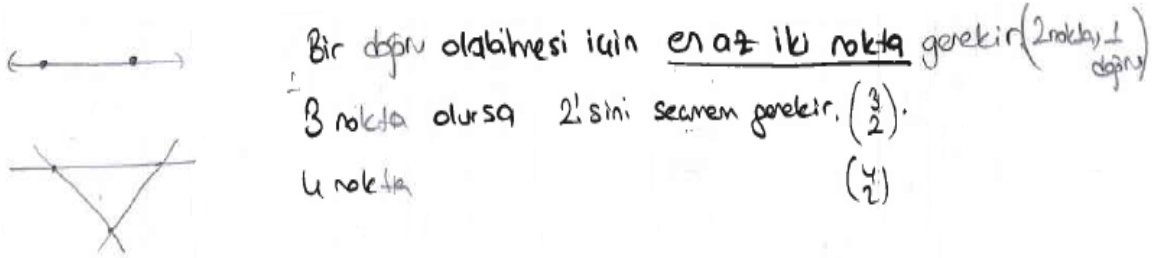 Bir doğru olabilmesi için en az iki nokta gerekir (2 nokta, 1 doğru)
3 nokta olursa 2'sini seçmem gerekir. (3 2).
4 nokta (4 2)